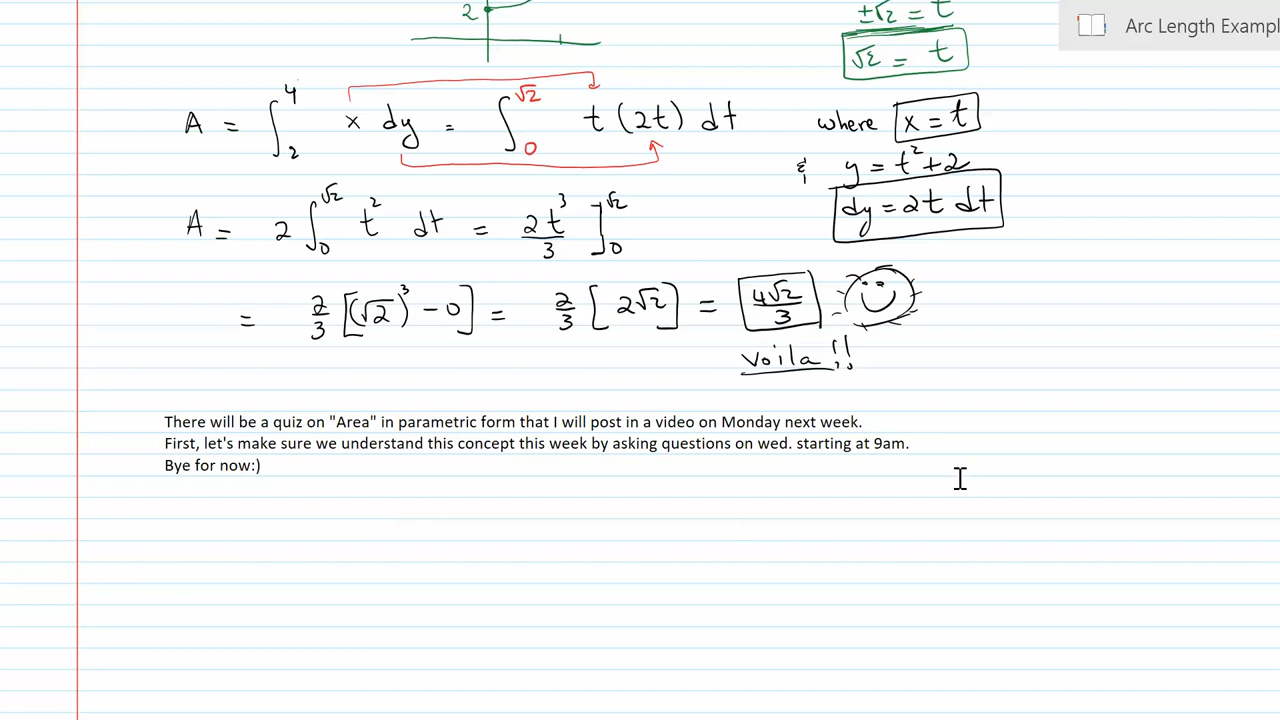 2
±√2 = t
√2 = t
Arc Length Exampl
A = ∫₂⁴ x dy = ∫₀^√2 t (2t) dt where x = t
& y = t² + 2
dy = 2t dt
A = 2 ∫₀^√2 t² dt = 2t³/3 ]₀^√2
= 2/3 [(√2)³ - 0] = 2/3 [2√2] = 4√2/3
Voila!!
There will be a quiz on "Area" in parametric form that I will post in a video on Monday next week.
First, let's make sure we understand this concept this week by asking questions on wed. starting at 9am.
Bye for now:)